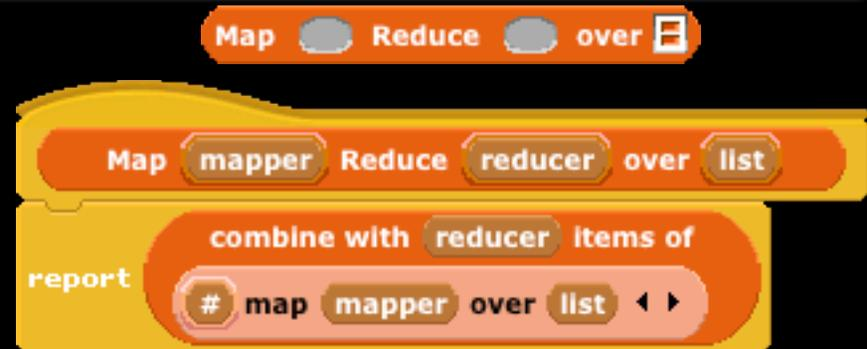 Map Reduce over
Map mapper Reduce reducer over list
combine with reducer items of
report
# map mapper over list